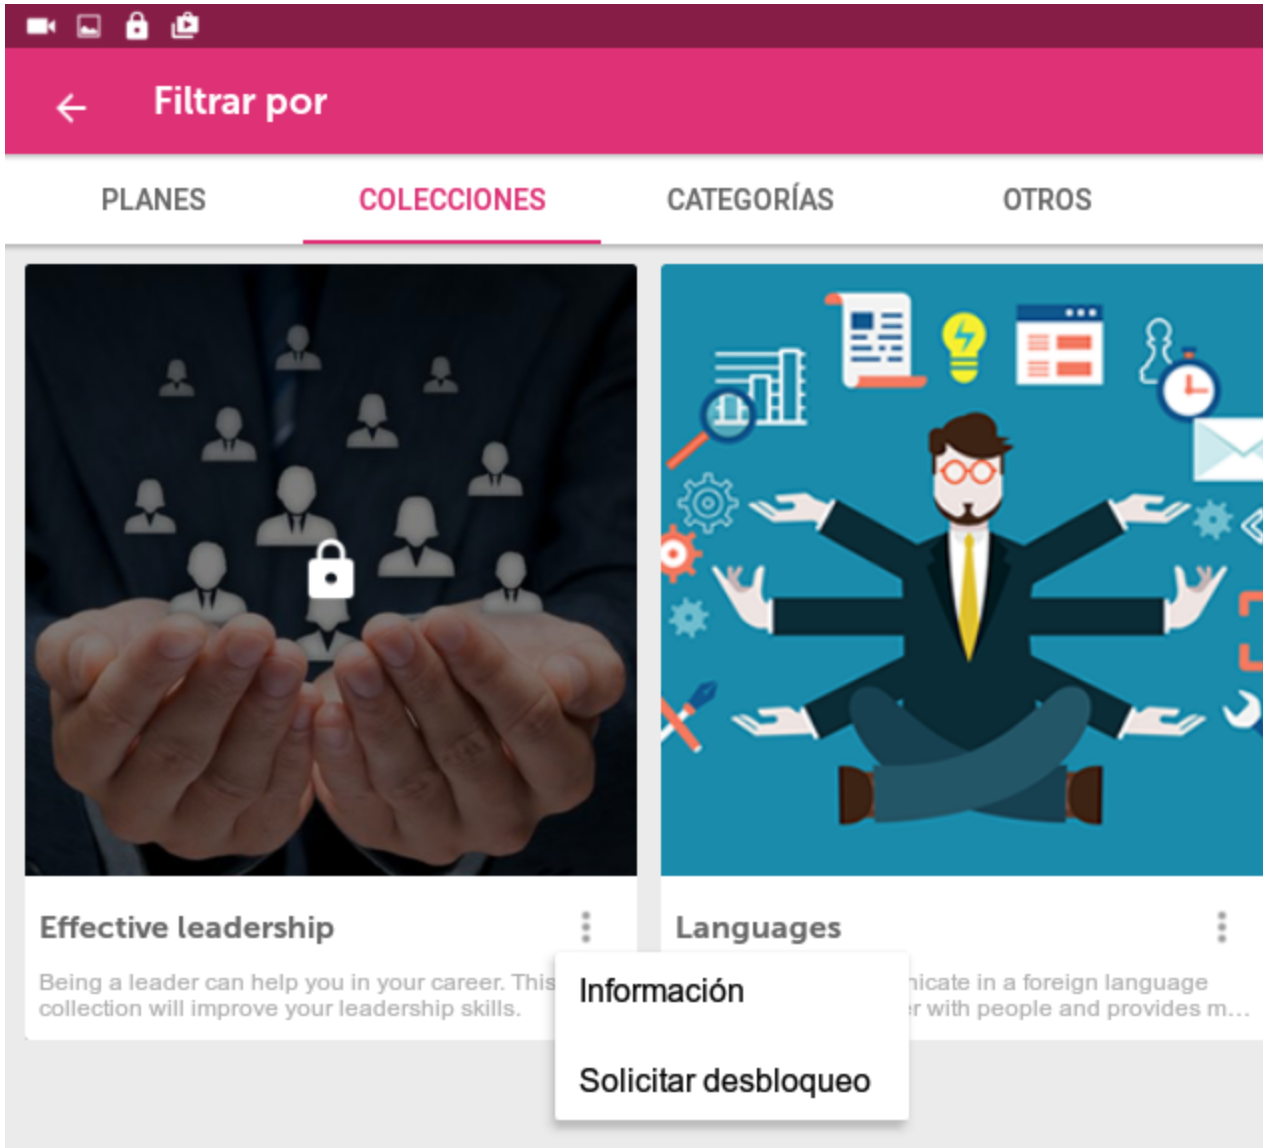 Filtrar por
PLANES
COLECCIONES
CATEGORÍAS
OTROS
Effective leadership
Being a leader can help you in your career. This
collection will improve your leadership skills.
Languages
in a foreign language
with people and provides m...
Información
Solicitar desbloqueo